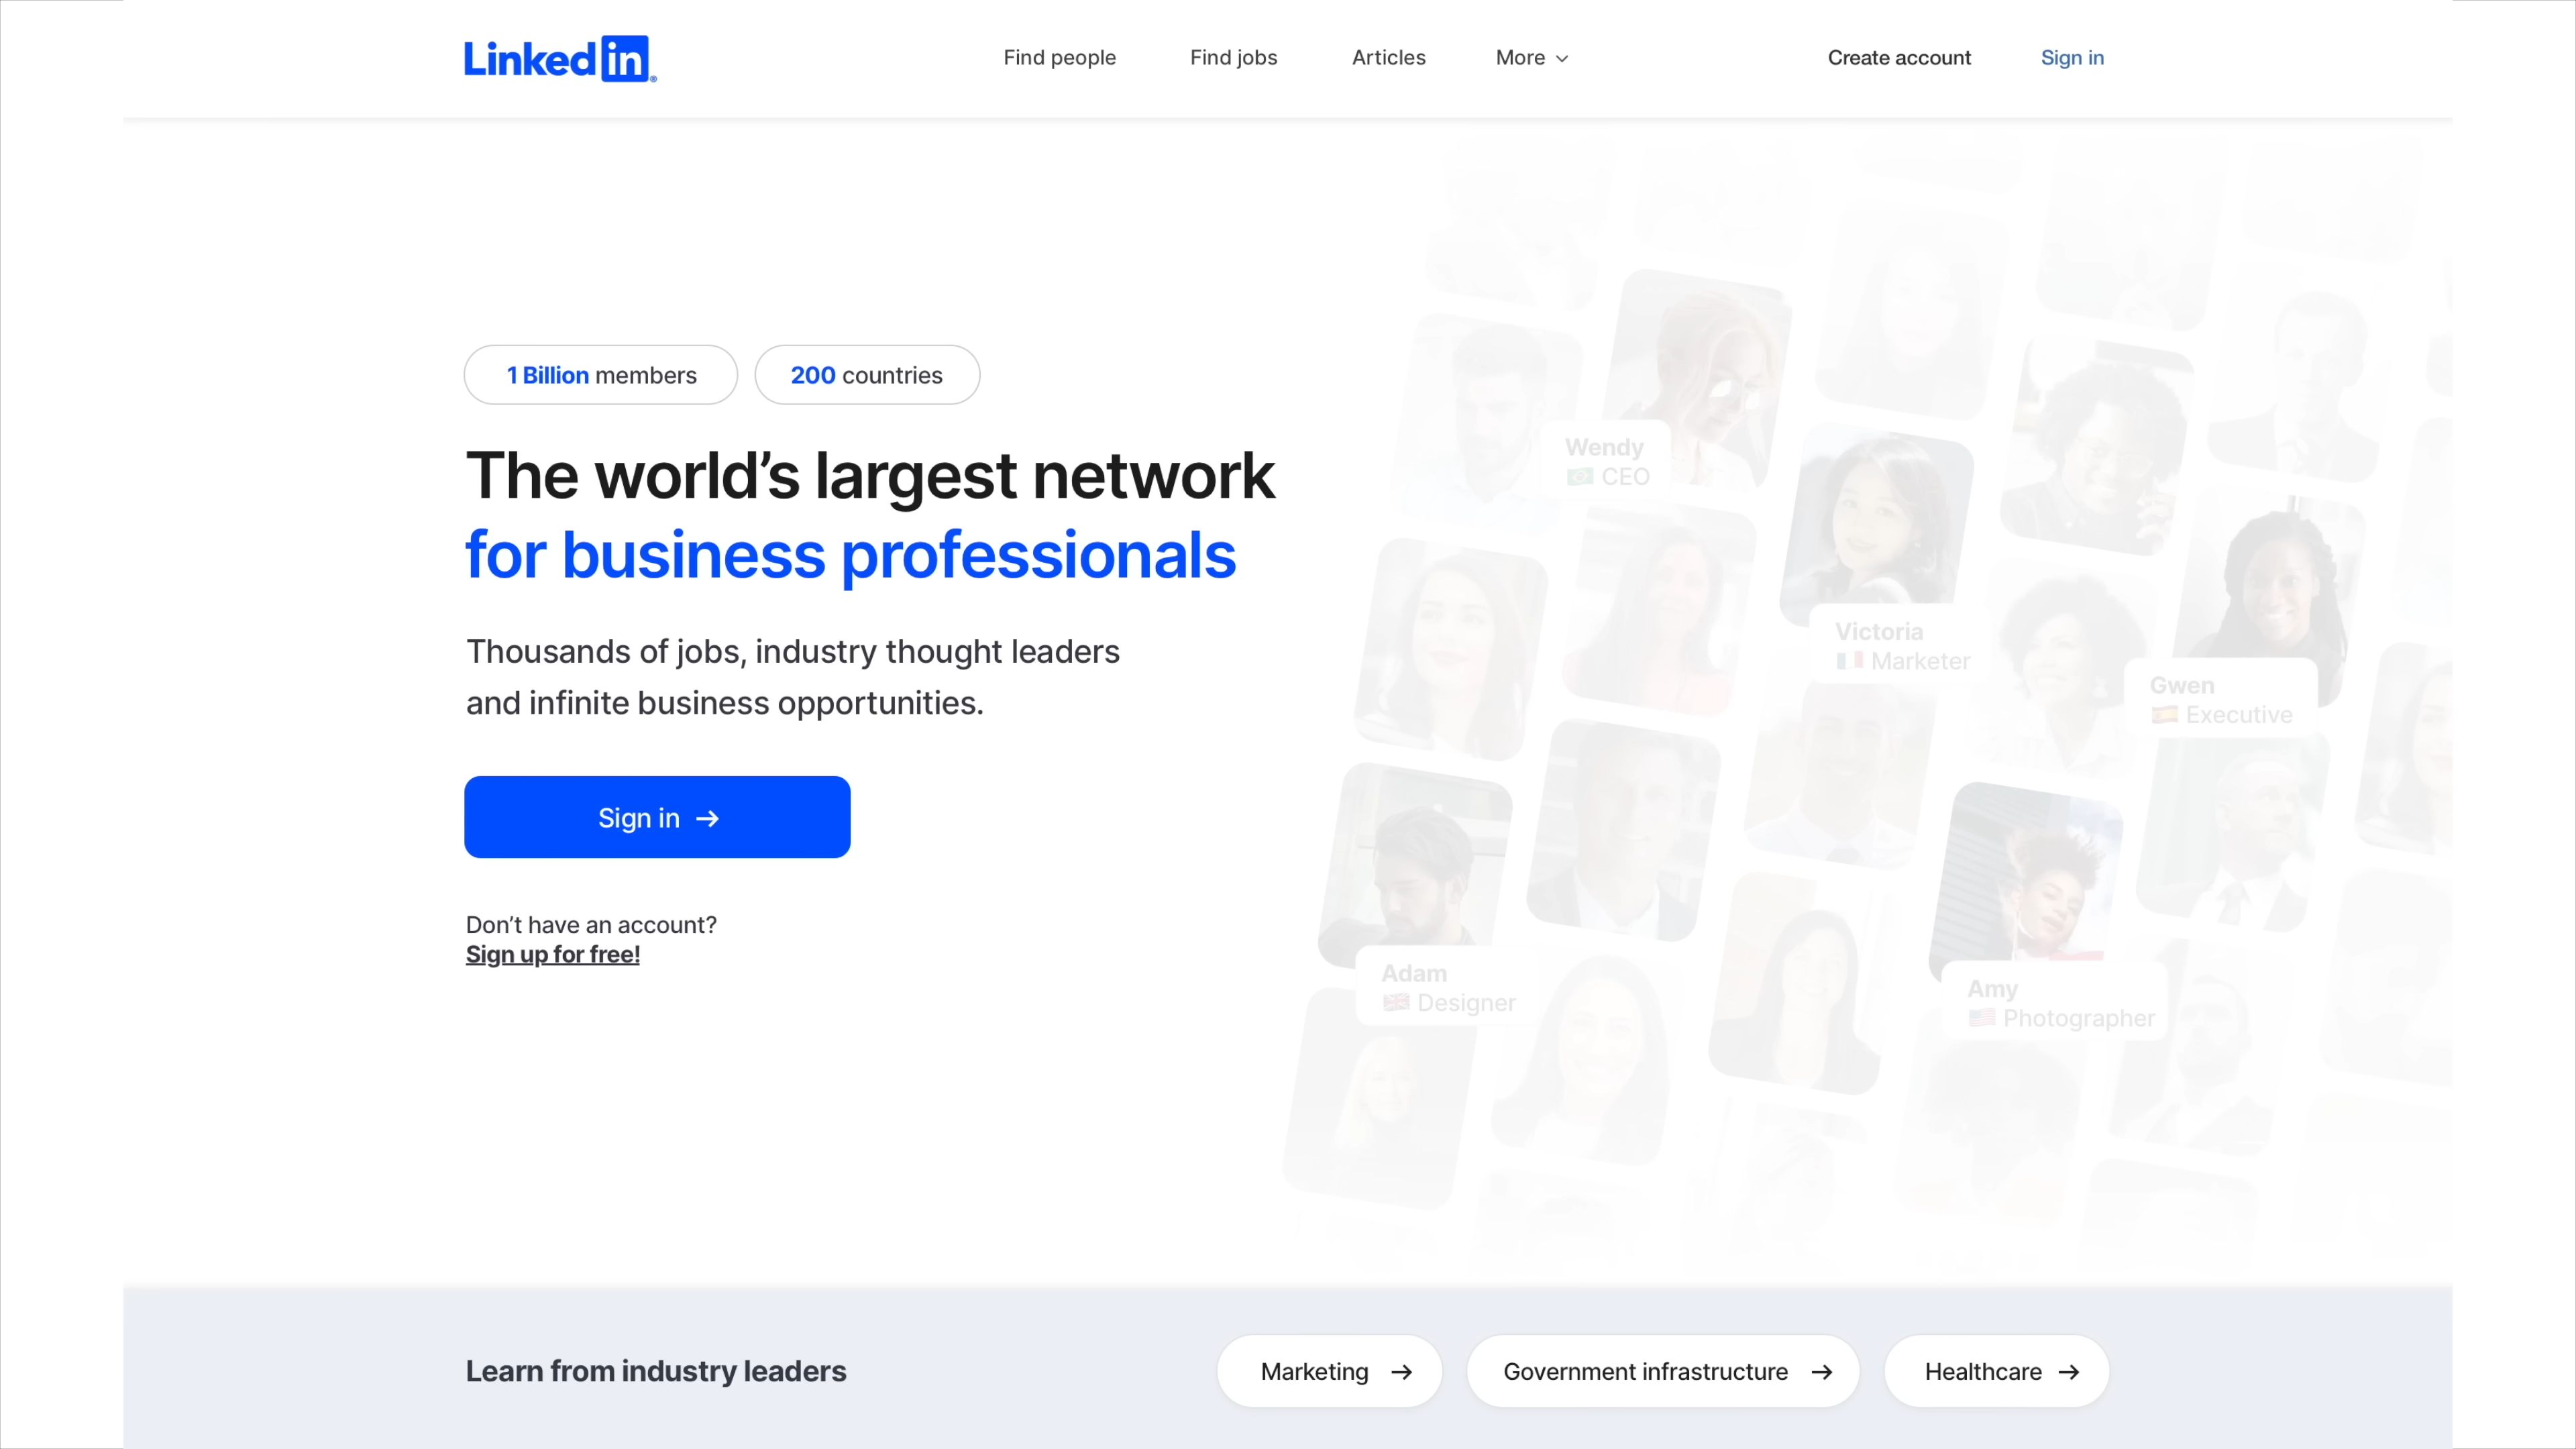 Linked in
Find people
Find jobs
Articles
More
Create account
Sign in
1 Billion members
200 countries
The world’s largest network
for business professionals
Thousands of jobs, industry thought leaders
and infinite business opportunities.
Sign in →
Don’t have an account?
Sign up for free!
Wendy
CEO
Victoria
Marketer
Gwen
Executive
Adam
Designer
Amy
Photographer
Learn from industry leaders
Marketing →
Government infrastructure →
Healthcare →